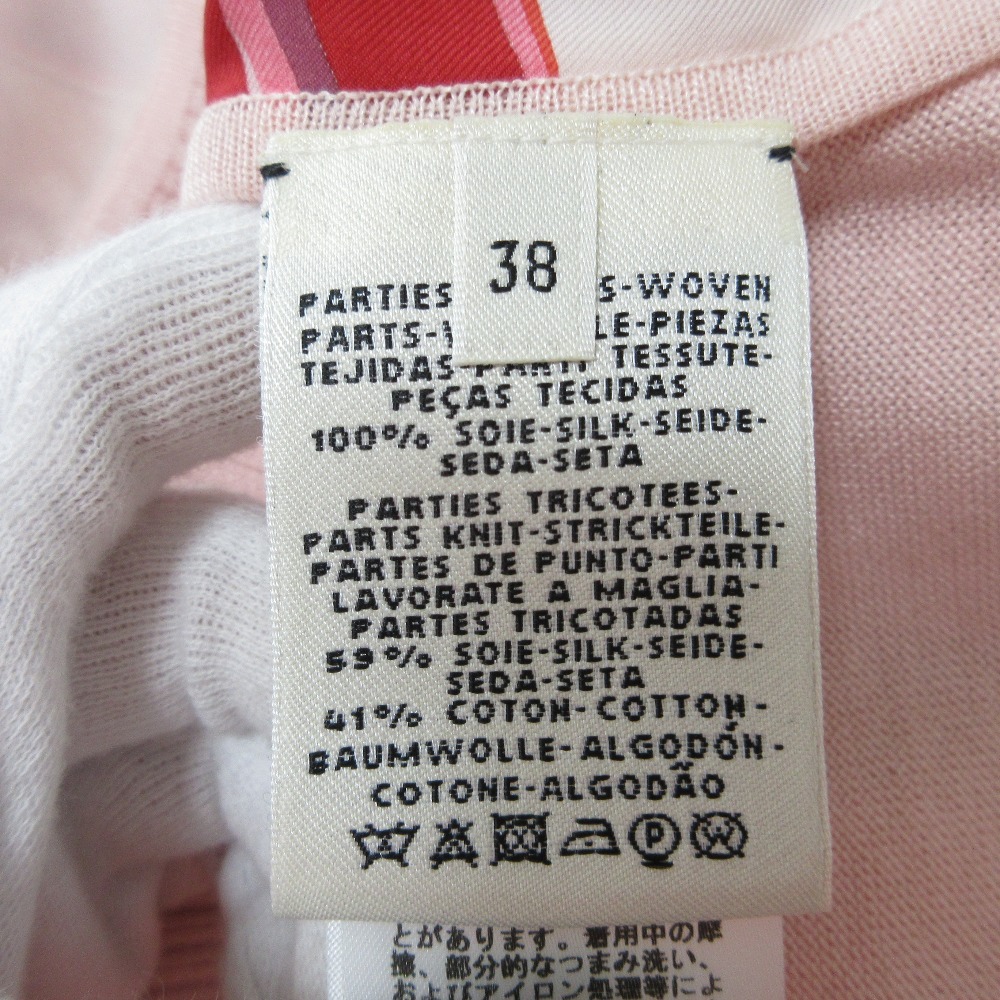 38
PARTIES S-WOVEN
PARTS- LE-PIEZAS
TEJIDAS PARTI TESSUTE-
PEÇAS TECIDAS
100% SOIE-SILK-SEIDE-
SEDA-SETA
PARTIES TRICOTEES-
PARTS KNIT-STRICKTEILE-
PARTES DE PUNTO-PARTI
LAVORATE A MAGLIA-
PARTES TRICOTADAS
59% SOIE-SILK-SEIDE-
SEDA-SETA
41% COTON-COTTON-
BAUMWOLLE-ALGODÓN-
COTONE-ALGODÃO
P W
とがあります。着用中の摩
擦、部分的なつまみ洗い、
およびアイロン処理等によ